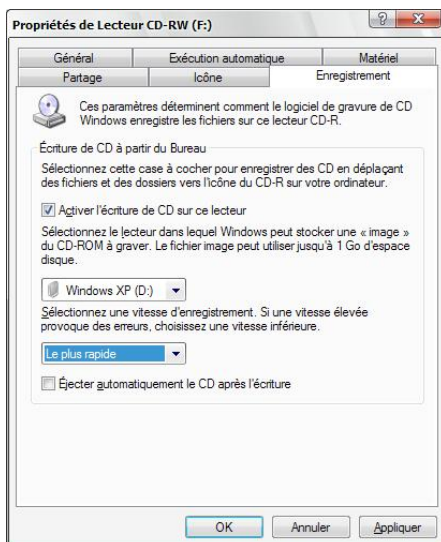 Propriétés de Lecteur CD-RW (F:)
Général Exécution automatique Matériel
Partage Icône Enregistrement
Ces paramètres déterminent comment le logiciel de gravure de CD
Windows enregistre les fichiers sur ce lecteur CD-R.
Écriture de CD à partir du Bureau
Sélectionnez cette case à cocher pour enregistrer des CD en déplaçant
des fichiers et des dossiers vers l'icône du CD-R sur votre ordinateur.
Activer l'écriture de CD sur ce lecteur
Sélectionnez le lecteur dans lequel Windows peut stocker une « image »
du CD-ROM à graver. Le fichier image peut utiliser jusqu'à 1 Go d'espace
disque.
Windows XP (D:)
Sélectionnez une vitesse d'enregistrement. Si une vitesse élevée
provoque des erreurs, choisissez une vitesse inférieure.
Le plus rapide
Éjecter automatiquement le CD après l'écriture
OK Annuler Appliquer